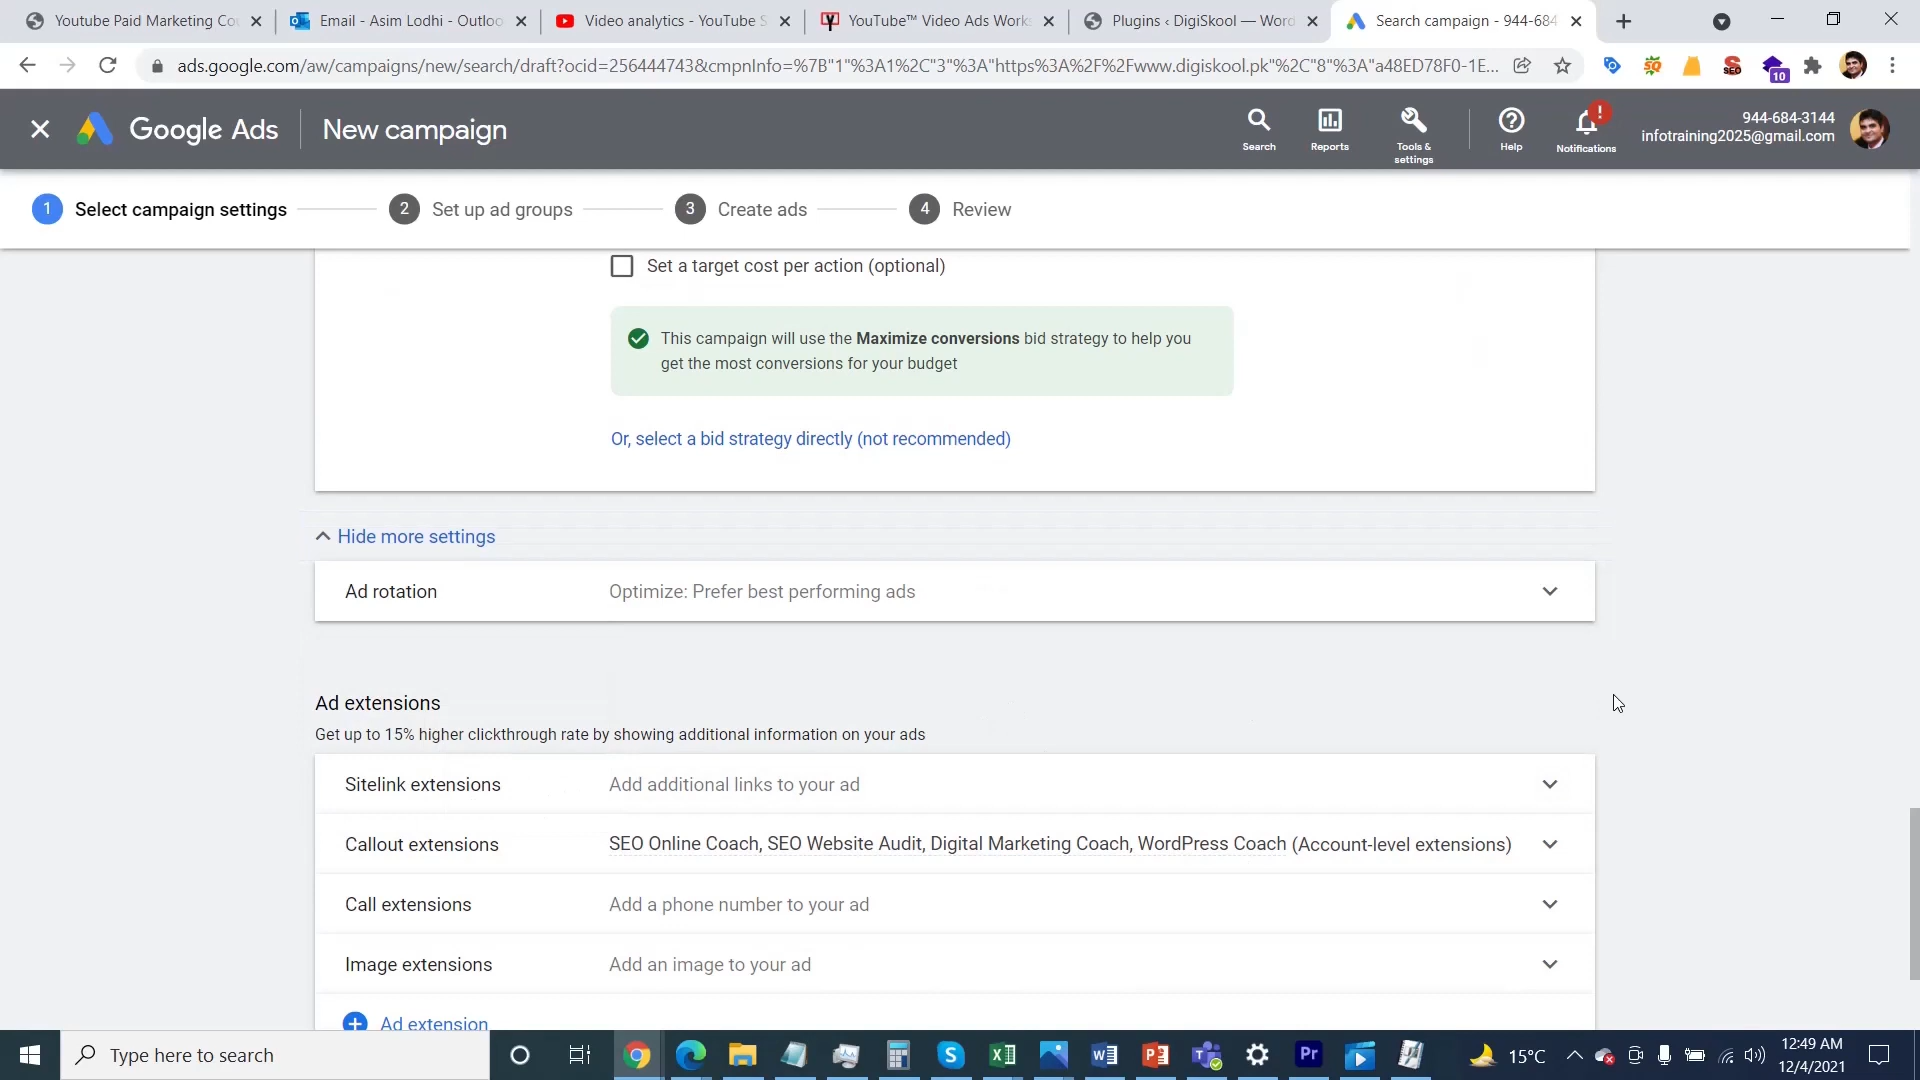 Youtube Paid Marketing Co
Email - Asim Lodhi - Outloo
Video analytics - YouTube S
YouTube™ Video Ads Works
Plugins ‹ DigiSkool — Word
Search campaign - 944-684
ads.google.com/aw/campaigns/new/search/draft?ocid=256444743&cmpnInfo=%7B"1"%3A1%2C"3"%3A"https%3A%2F%2Fwww.digiskool.pk"%2C"8"%3A"a48ED78F0-1E...
SEO
10
Google Ads
New campaign
Search
Reports
Tools &
settings
Help
Notifications
944-684-3144
infotraining2025@gmail.com
1 Select campaign settings
2 Set up ad groups
3 Create ads
4 Review
Set a target cost per action (optional)
This campaign will use the Maximize conversions bid strategy to help you
get the most conversions for your budget
Or, select a bid strategy directly (not recommended)
Hide more settings
Ad rotation
Optimize: Prefer best performing ads
Ad extensions
Get up to 15% higher clickthrough rate by showing additional information on your ads
Sitelink extensions
Add additional links to your ad
Callout extensions
SEO Online Coach, SEO Website Audit, Digital Marketing Coach, WordPress Coach (Account-level extensions)
Call extensions
Add a phone number to your ad
Image extensions
Add an image to your ad
Ad extension
Type here to search
15°C
12:49 AM
12/4/2021